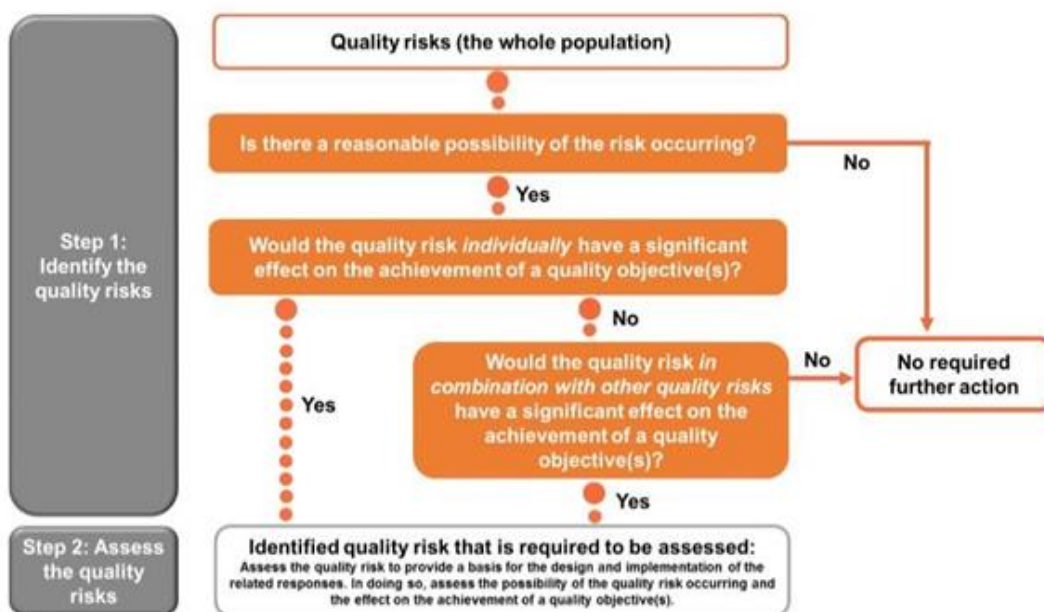 Quality risks (the whole population)
Is there a reasonable possibility of the risk occurring?
No
Yes
Step 1:
Identify the
quality risks
Would the quality risk individually have a significant
effect on the achievement of a quality objective(s)?
No
Yes
Would the quality risk in
combination with other quality risks
have a significant effect on the
achievement of a quality
objective(s)?
No
No required
further action
Yes
Step 2: Assess
the quality
risks
Identified quality risk that is required to be assessed:
Assess the quality risk to provide a basis for the design and implementation of the
related responses. In doing so, assess the possibility of the quality risk occurring and
the effect on the achievement of a quality objective(s).